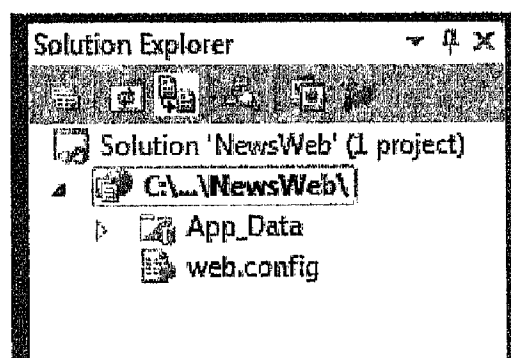 Solution Explorer
Solution 'NewsWeb' (1 project)
C:\...\NewsWeb\
App_Data
web.config